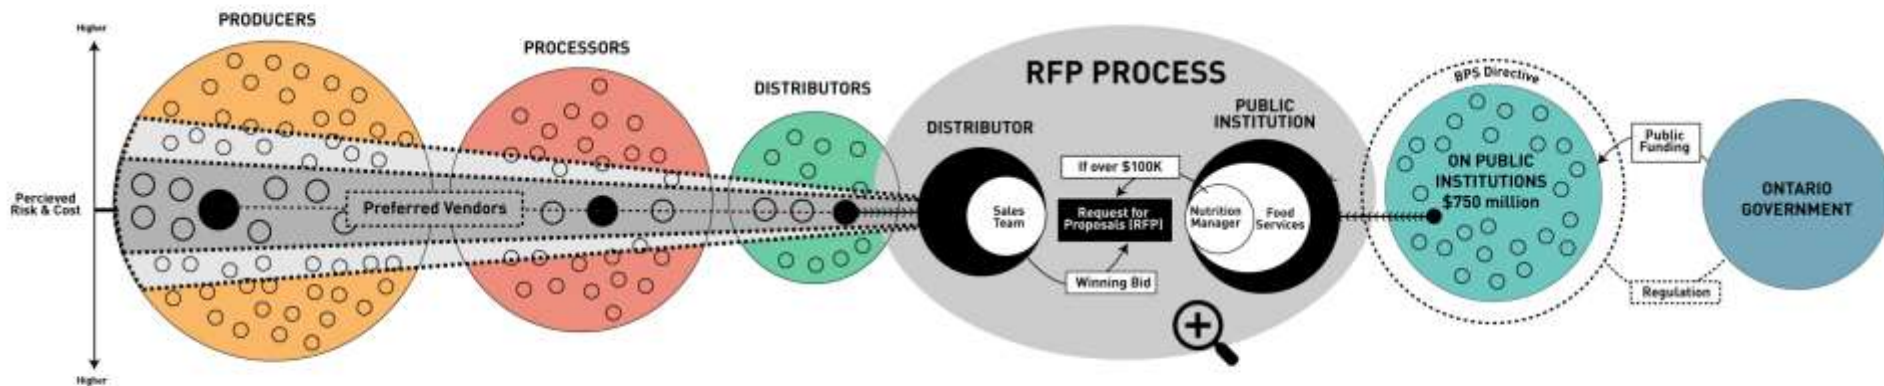 PRODUCERS
PROCESSORS
DISTRIBUTORS
RFP PROCESS
DISTRIBUTOR
PUBLIC
INSTITUTION
Higher
Percieved
Risk & Cost
Higher
Preferred Vendors
Sales
Team
If over $100K
Request for
Proposals (RFP)
Winning Bid
Nutrition
Manager
Food
Services
BPS Directive
ON PUBLIC
INSTITUTIONS
$750 million
Public
Funding
Regulation
ONTARIO
GOVERNMENT